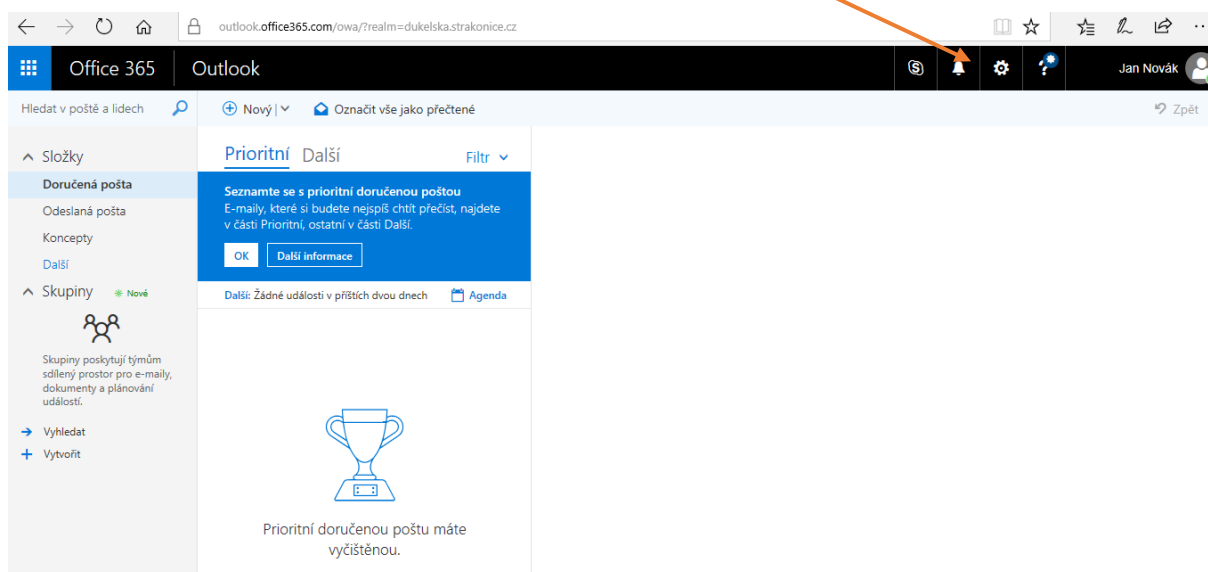 outlook.office365.com/owa/?realm=dukelska.strakonice.cz
Office 365 Outlook Jan Novák
Hledat v poště a lidech Nový Označit vše jako přečtené Zpět
Složky
Doručená pošta
Odeslaná pošta
Koncepty
Další
Skupiny Nové
Skupiny poskytují týmům
sdílený prostor pro e-maily,
dokumenty a plánování
událostí.
Vyhledat
Vytvořit
Prioritní Další Filtr
Seznamte se s prioritní doručenou poštou
E-maily, které si budete nejspíš chtít přečíst, najdete
v části Prioritní, ostatní v části Další.
OK Další informace
Další: Žádné události v příštích dvou dnech Agenda
Prioritní doručenou poštu máte
vyčištěnou.